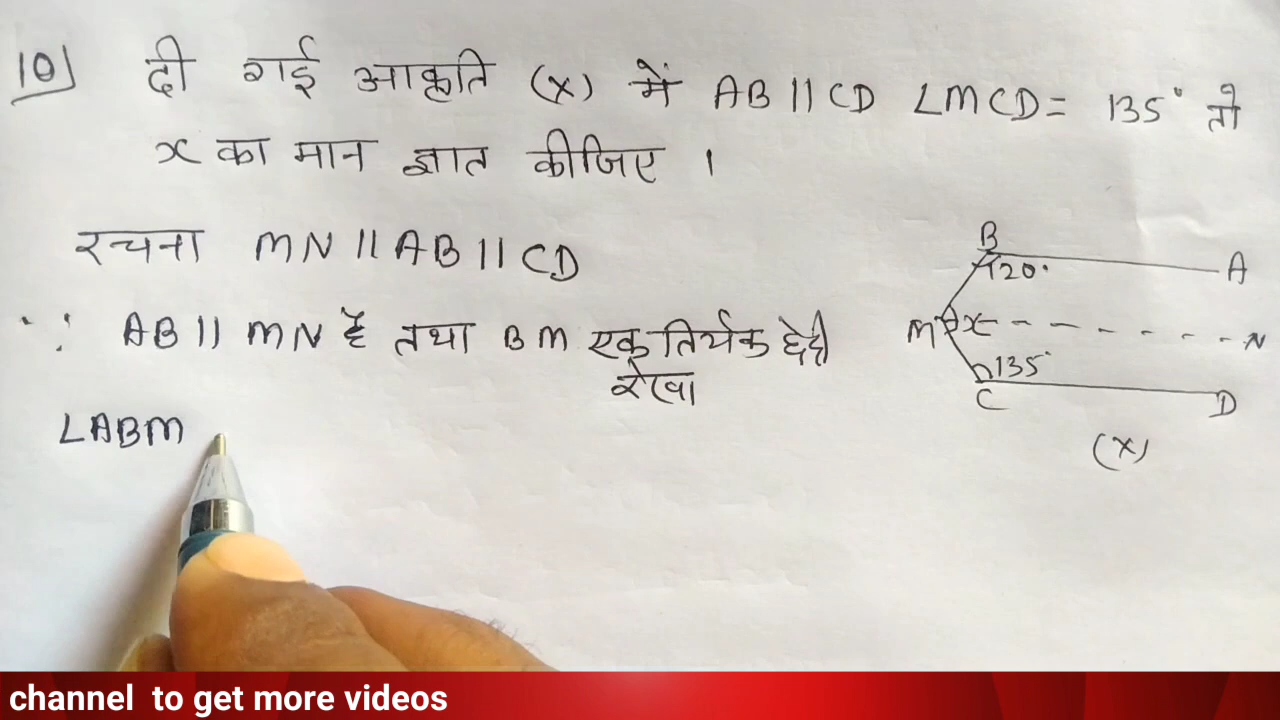 10) दी गई आकृति (x) में AB || CD ∠MCD = 135° तो
x का मान ज्ञात कीजिए ।
रचना MN || AB || CD
∵ AB || MN है तथा BM एक तिर्यक छेदी
रेखा
∠ABM
B
120°
A
M
x
N
135°
C
D
(x)
channel to get more videos